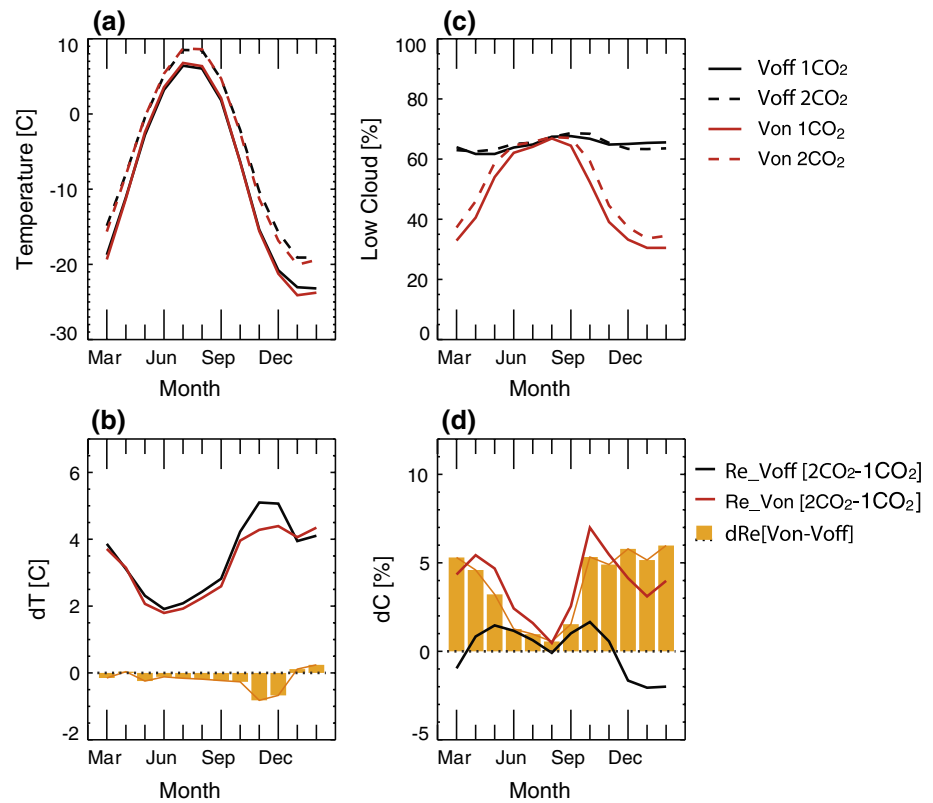 (a)
Temperature [C]
10
0
-10
-20
-30
Mar Jun Sep Dec
Month
(c)
Low Cloud [%]
100
80
60
40
20
0
Mar Jun Sep Dec
Month
Voff 1CO₂
Voff 2CO₂
Von 1CO₂
Von 2CO₂
(b)
dT [C]
6
4
2
0
-2
Mar Jun Sep Dec
Month
(d)
dC [%]
10
5
0
-5
Mar Jun Sep Dec
Month
Re_Voff [2CO₂-1CO₂]
Re_Von [2CO₂-1CO₂]
dRe[Von-Voff]